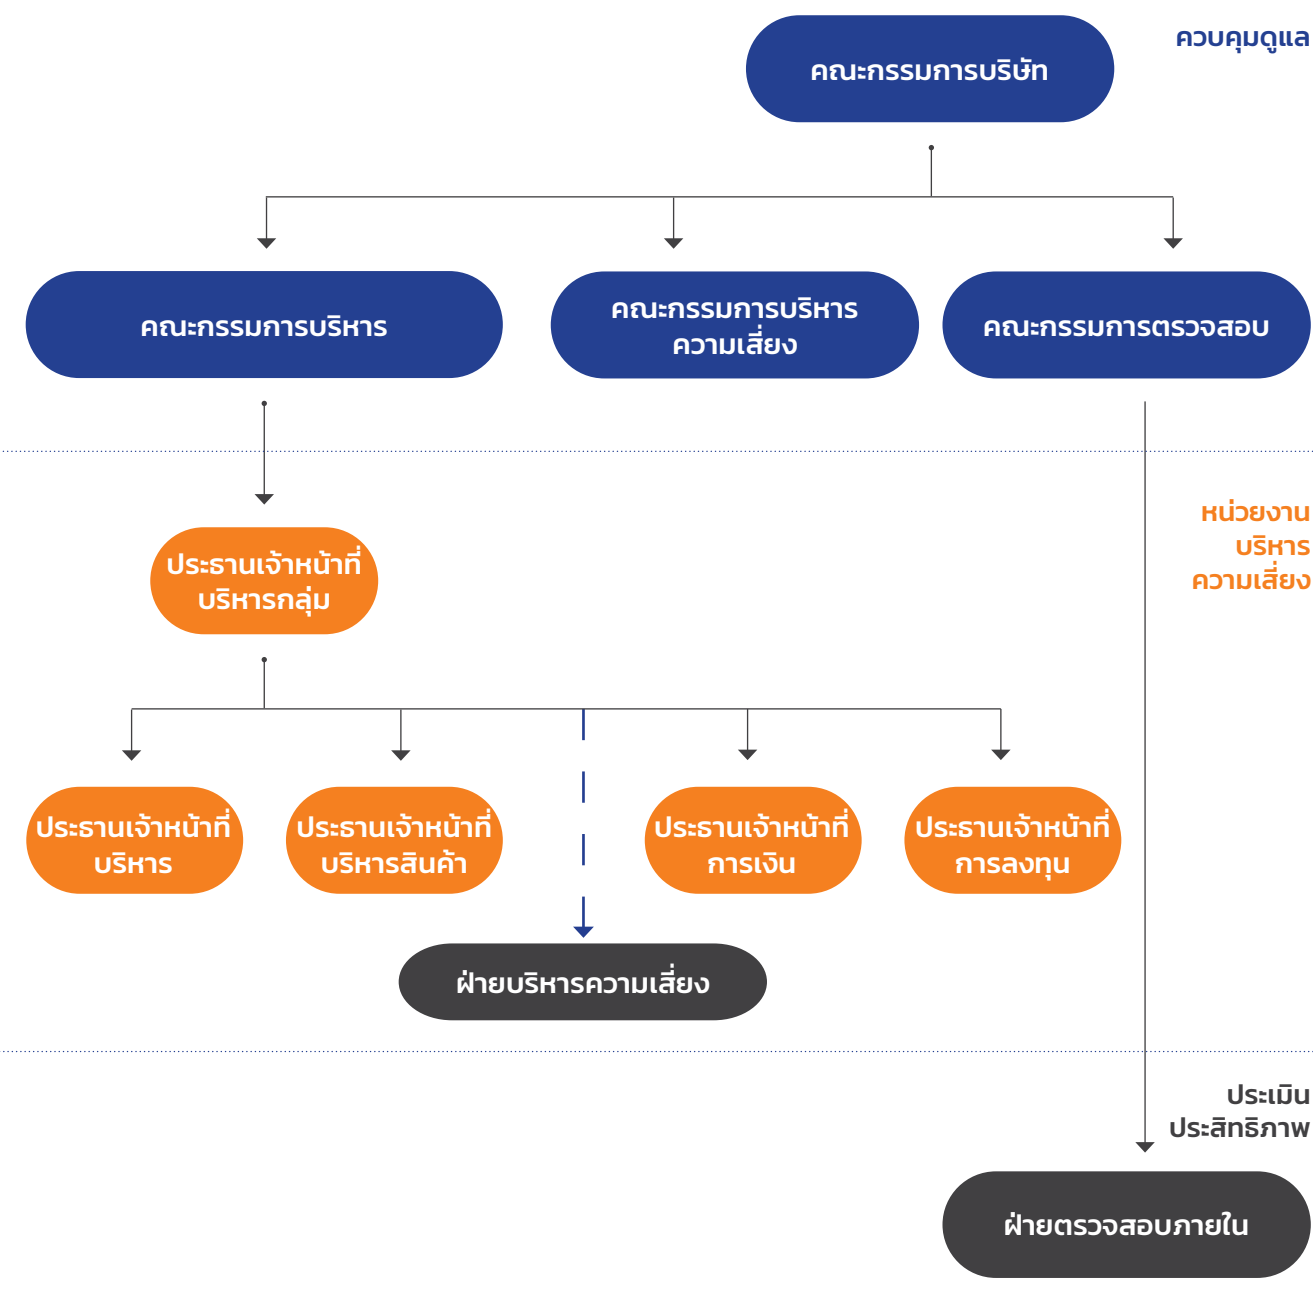 ควบคุมดูแล
คณะกรรมการบริษัท
คณะกรรมการบริหาร
คณะกรรมการบริหาร
ความเสี่ยง
คณะกรรมการตรวจสอบ
หน่วยงาน
บริหาร
ความเสี่ยง
ประธานเจ้าหน้าที่
บริหารกลุ่ม
ประธานเจ้าหน้าที่
บริหาร
ประธานเจ้าหน้าที่
บริหารสินค้า
ประธานเจ้าหน้าที่
การเงิน
ประธานเจ้าหน้าที่
การลงทุน
ฝ่ายบริหารความเสี่ยง
ประเมิน
ประสิทธิภาพ
ฝ่ายตรวจสอบภายใน